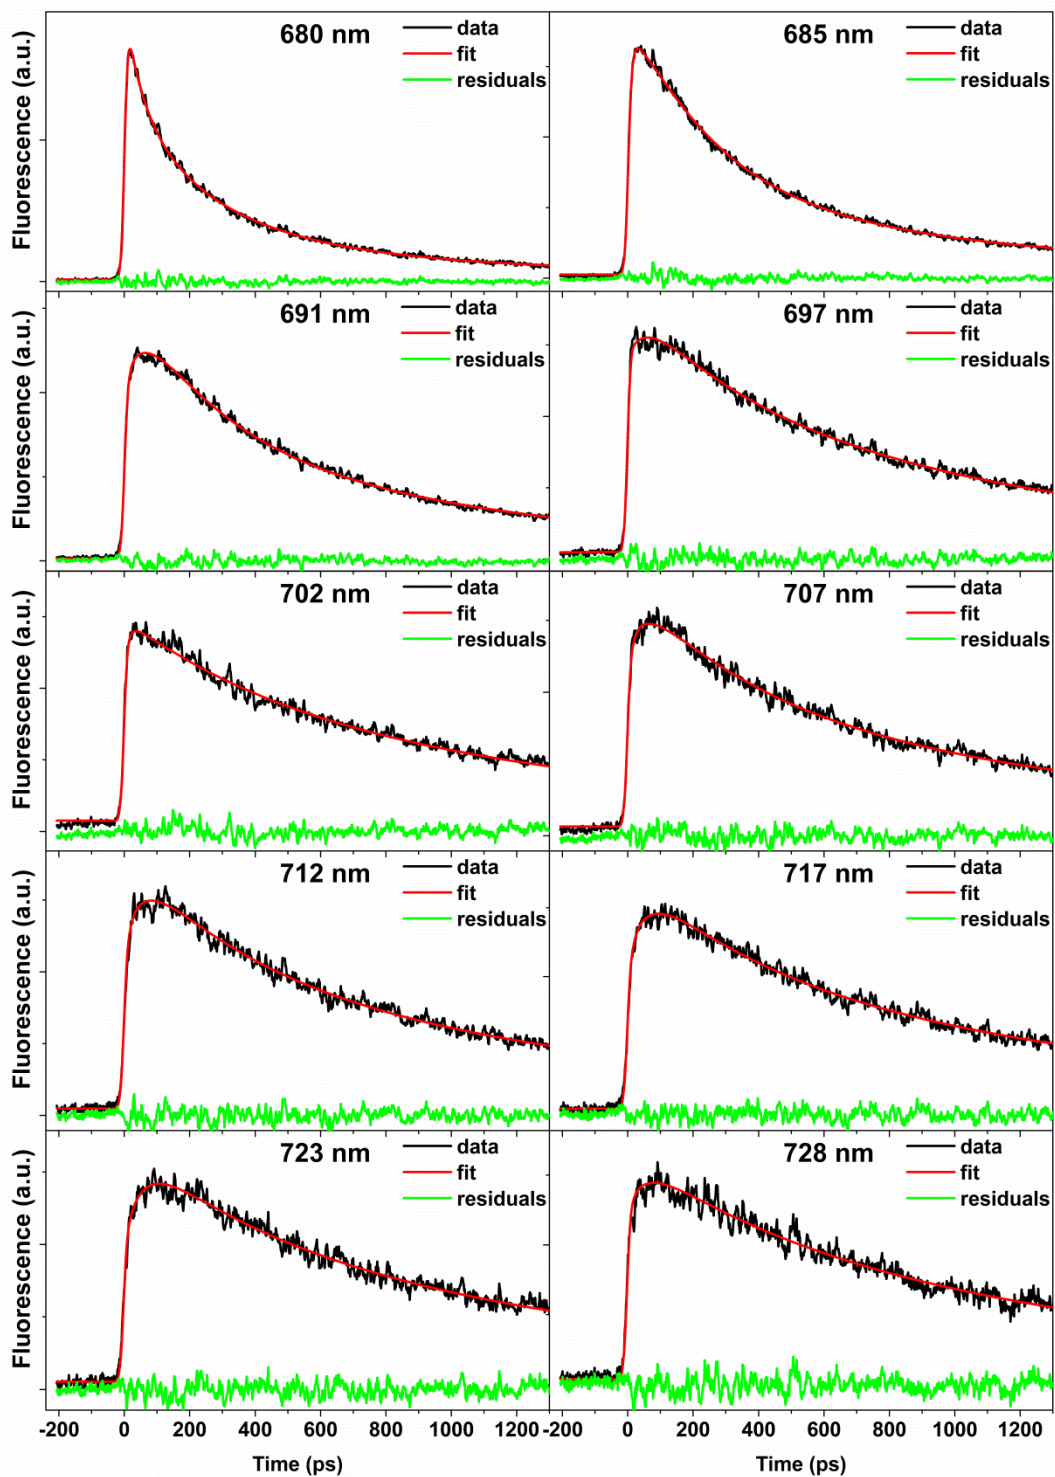 680 nm
data
fit
residuals
685 nm
data
fit
residuals
Fluorescence (a.u.)
691 nm
data
fit
residuals
697 nm
data
fit
residuals
Fluorescence (a.u.)
702 nm
data
fit
residuals
707 nm
data
fit
residuals
Fluorescence (a.u.)
712 nm
data
fit
residuals
717 nm
data
fit
residuals
Fluorescence (a.u.)
723 nm
data
fit
residuals
728 nm
data
fit
residuals
Fluorescence (a.u.)
-200 0 200 400 600 800 1000 1200 -200 0 200 400 600 800 1000 1200
Time (ps) Time (ps)